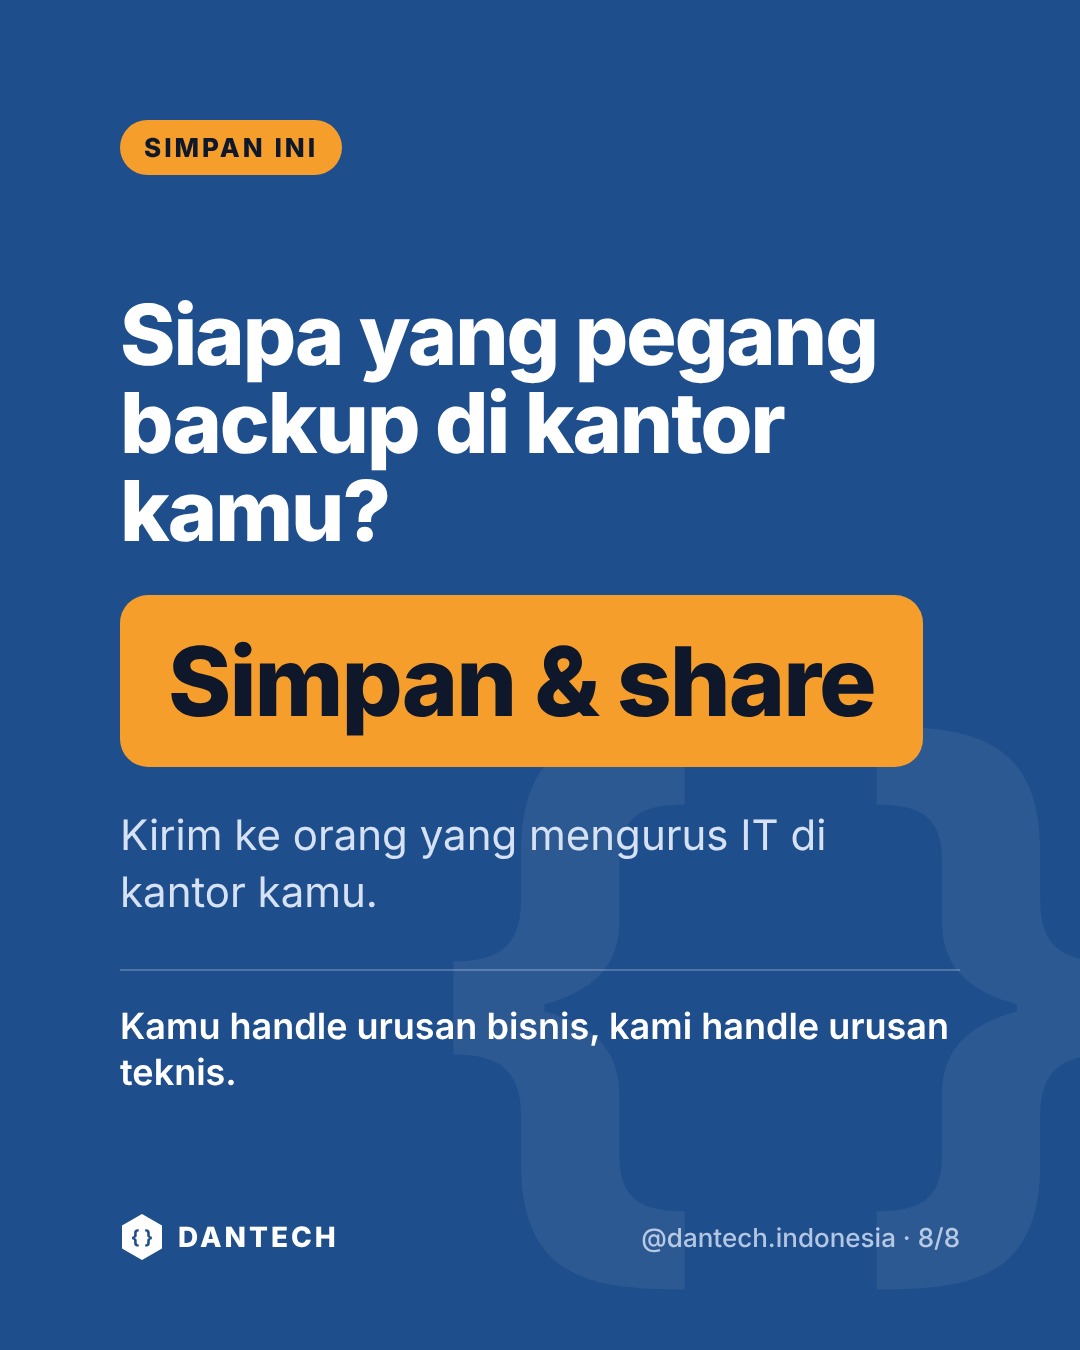 SIMPAN INI
Siapa yang pegang
backup di kantor
kamu?
Simpan & share
Kirim ke orang yang mengurus IT di
kantor kamu.
Kamu handle urusan bisnis, kami handle urusan
teknis.
{} DANTECH
@dantech.indonesia · 8/8